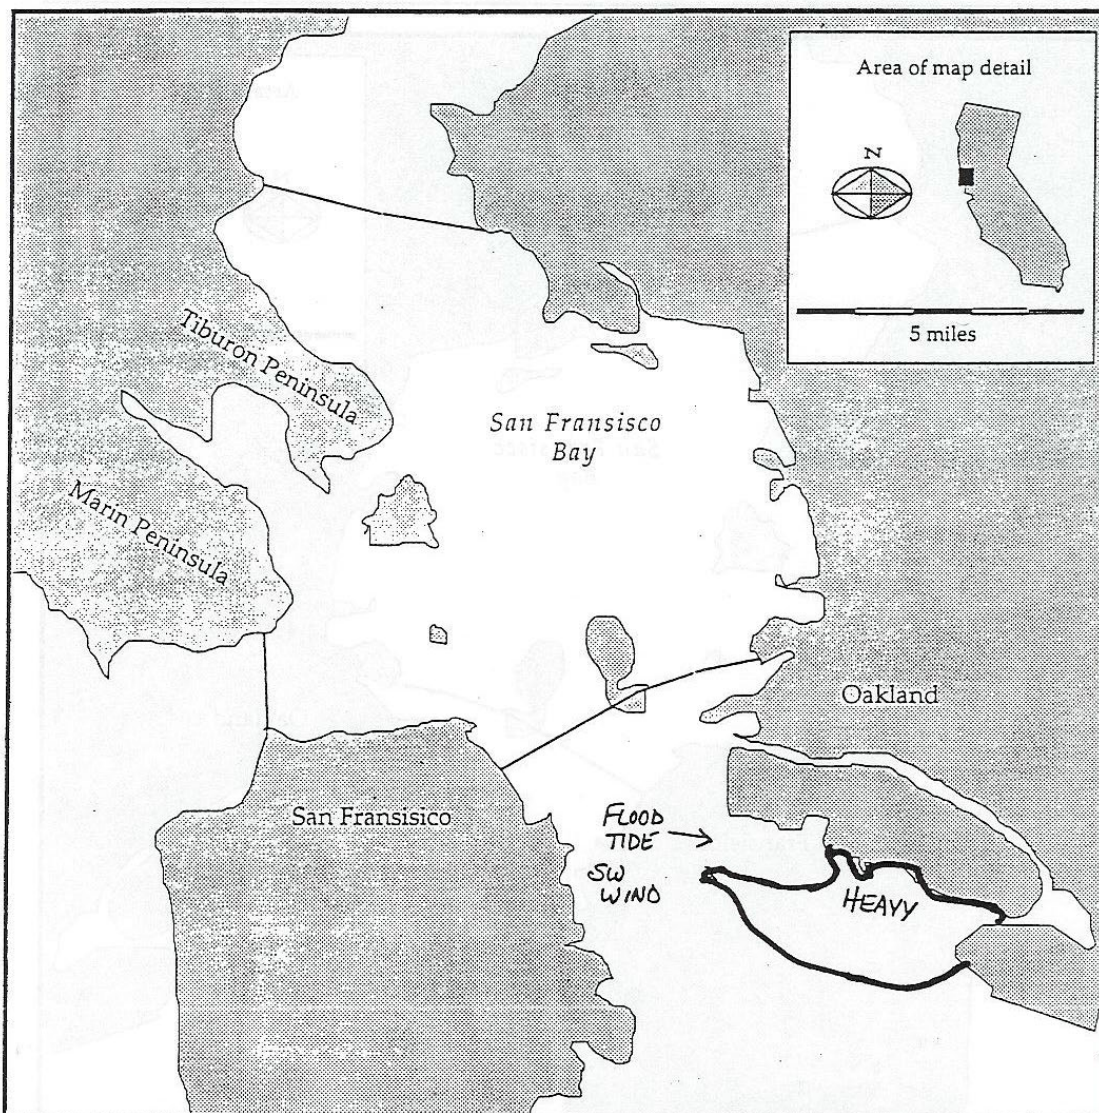 Area of map detail
N
5 miles
Tiburon Peninsula
San Fransisco
Bay
Marin Peninsula
Oakland
San Fransisico
FLOOD
TIDE
SW
WIND
HEAVY